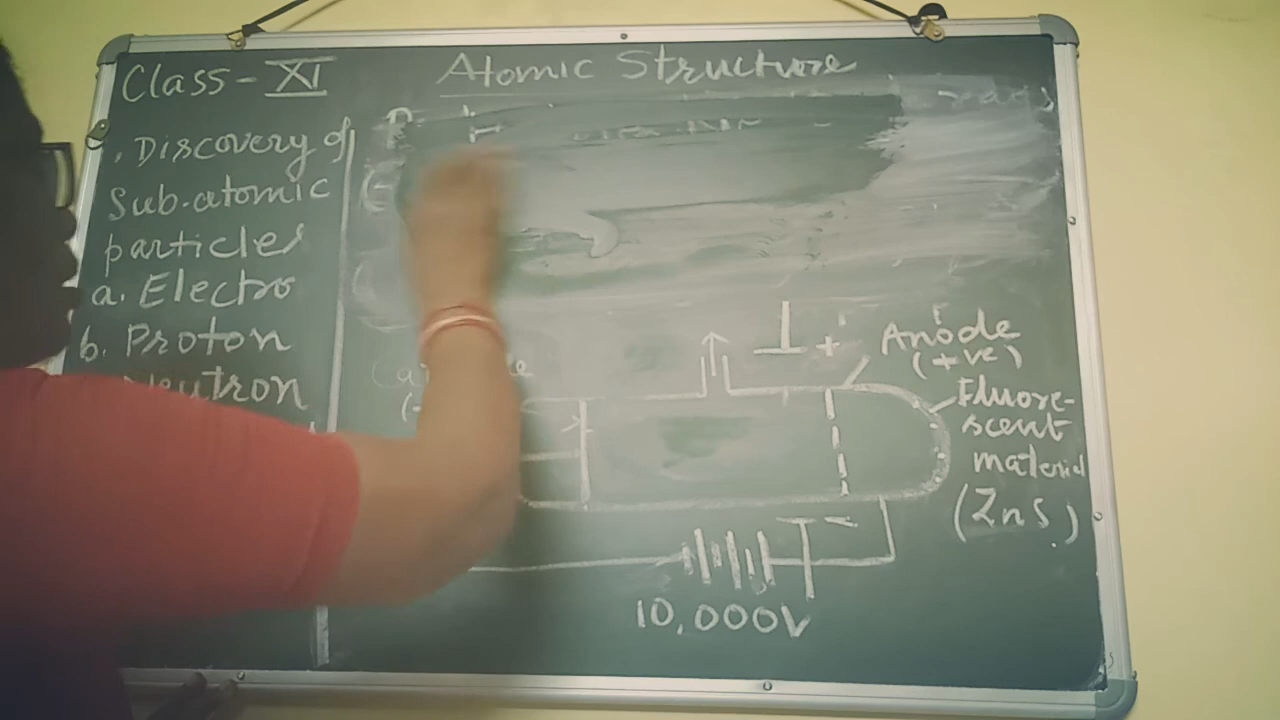 Class - XI
Atomic Structure
. Discovery of
Sub-atomic
particles
a. Electro
b. Proton
Neutron
+
Anode
(+ve)
Fluore-
scent
material
(ZnS)
10,000V